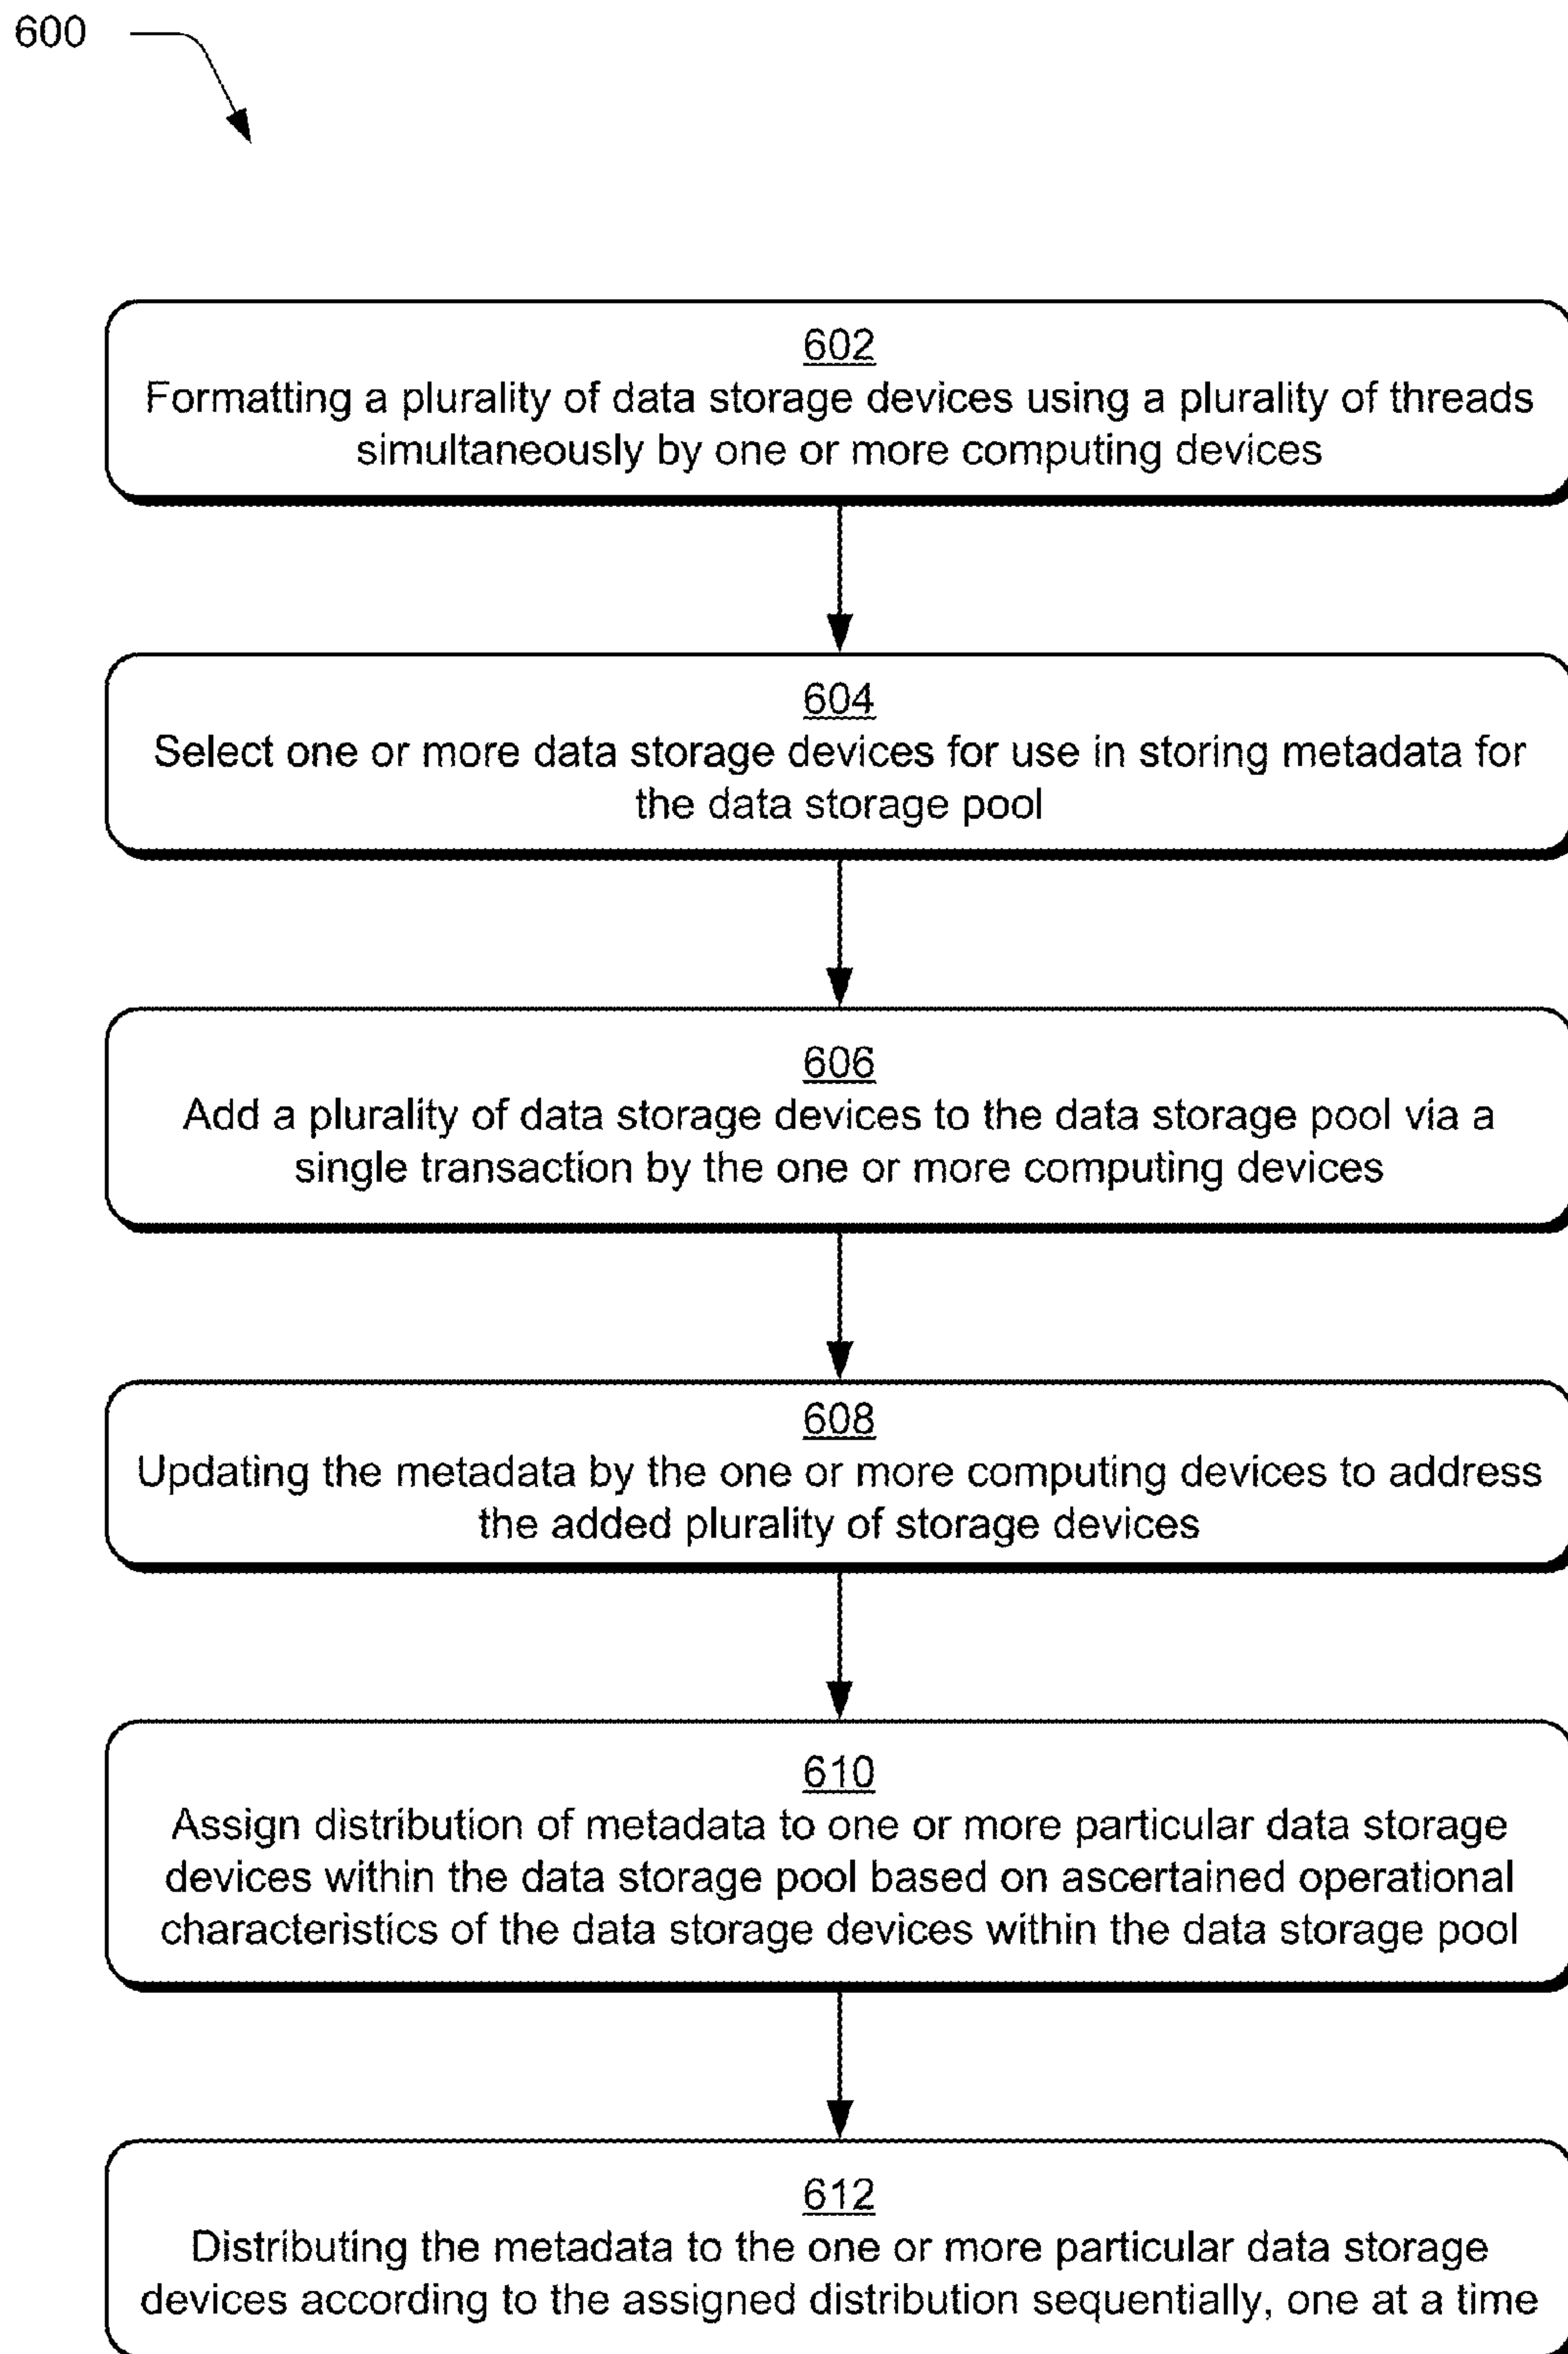 600
602
Formatting a plurality of data storage devices using a plurality of threads
simultaneously by one or more computing devices
604
Select one or more data storage devices for use in storing metadata for
the data storage pool
606
Add a plurality of data storage devices to the data storage pool via a
single transaction by the one or more computing devices
608
Updating the metadata by the one or more computing devices to address
the added plurality of storage devices
610
Assign distribution of metadata to one or more particular data storage
devices within the data storage pool based on ascertained operational
characteristics of the data storage devices within the data storage pool
612
Distributing the metadata to the one or more particular data storage
devices according to the assigned distribution sequentially, one at a time